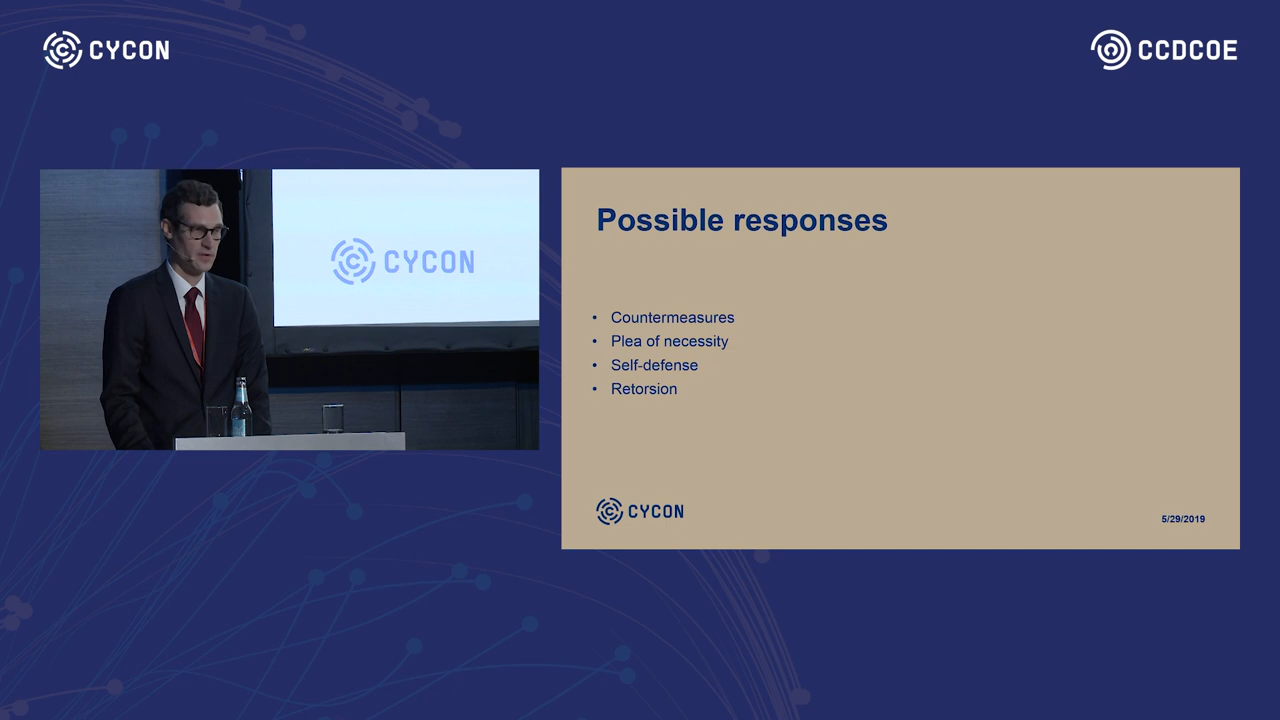 CYCON
CCDCOE
CYCON
Possible responses
• Countermeasures
• Plea of necessity
• Self-defense
• Retorsion
CYCON
5/29/2019